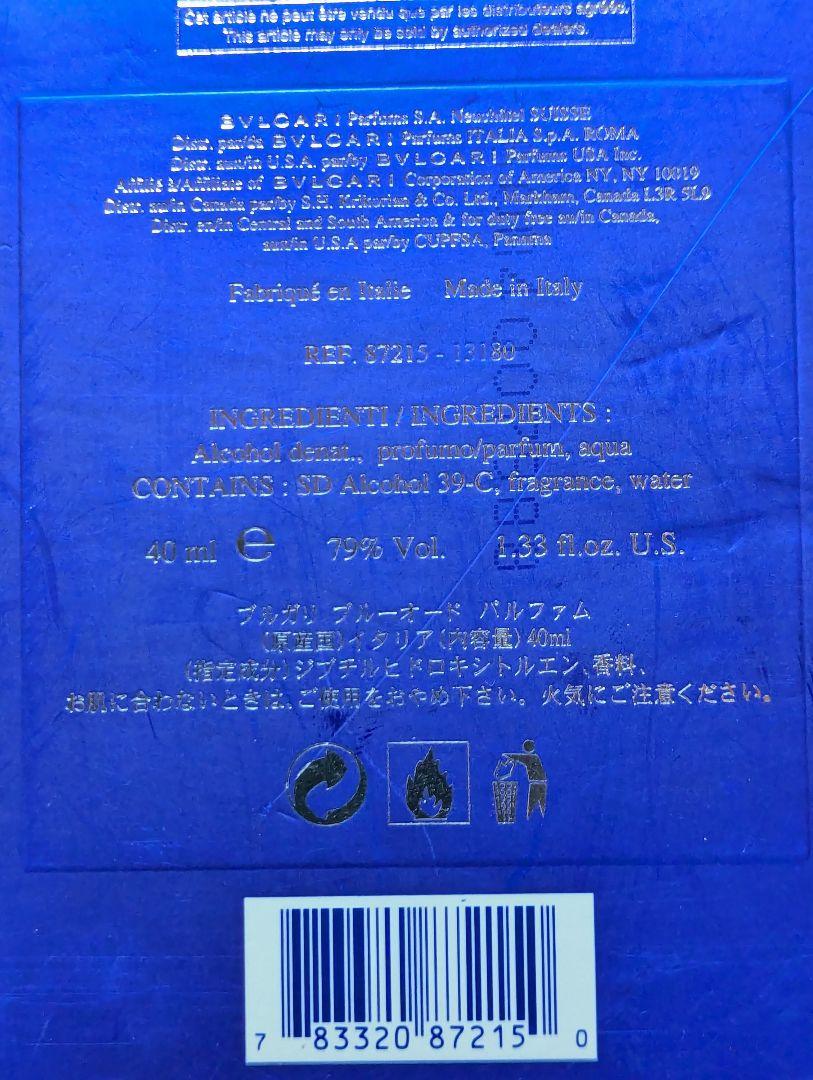 Cet article ne peut être vendu que par les distributeurs agréés.
This article may only be sold by authorized dealers.
BVLGARI Parfums S.A. Neuchâtel SUISSE
Distr. par/da BVLGARI Parfums ITALIA S.p.A. ROMA
Distr. aux/in U.S.A. par/by BVLGARI Parfums USA Inc.
Affilié à/Affiliate of BVLGARI Corporation of America NY, NY 10019
Distr. au/in Canada par/by S.H. Krikorian & Co. Ltd., Markham, Canada L3R 5L9
Distr. en/in Central and South America & for duty free au/in Canada,
aux/in U.S.A par/by CUPFSA, Panama
Fabriqué en Italie Made in Italy
REF. 87215 - 13180
INGREDIENTI / INGREDIENTS :
Alcohol denat., profumo/parfum, aqua
CONTAINS : SD Alcohol 39-C, fragrance, water
40 ml e 79% Vol. 1.33 fl.oz. U.S.
ブルガリ ブルーオード パルファム
(原産国)イタリア(内容量)40ml
(指定成分)ジブチルヒドロキシトルエン、香料、
お肌に合わないときは、ご使用をおやめ下さい。火気にご注意ください。
7 83320 87215 0